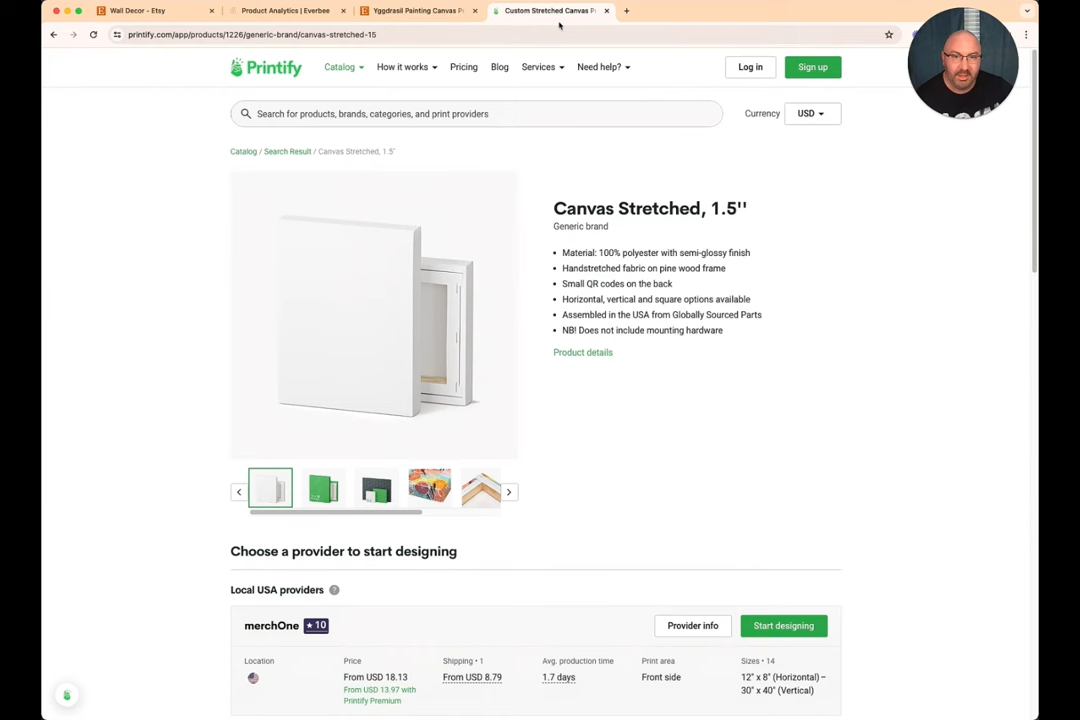 Wall Decor - Etsy
Product Analytics | Everbee
Yggdrasil Painting Canvas P
Custom Stretched Canvas P
printify.com/app/products/1226/generic-brand/canvas-stretched-15
Printify
Catalog
How it works
Pricing
Blog
Services
Need help?
Log in
Sign up
Search for products, brands, categories, and print providers
Currency
USD
Catalog / Search Result / Canvas Stretched, 1.5"
Canvas Stretched, 1.5''
Generic brand
Material: 100% polyester with semi-glossy finish
Handstretched fabric on pine wood frame
Small QR codes on the back
Horizontal, vertical and square options available
Assembled in the USA from Globally Sourced Parts
NB! Does not include mounting hardware
Product details
Choose a provider to start designing
Local USA providers ?
merchOne ★ 10
Provider info
Start designing
Location
Price
Shipping • 1
Avg. production time
Print area
Sizes • 14
From USD 18.13
From USD 8.79
1.7 days
Front side
12" x 8" (Horizontal) –
30" x 40" (Vertical)
From USD 13.97 with
Printify Premium